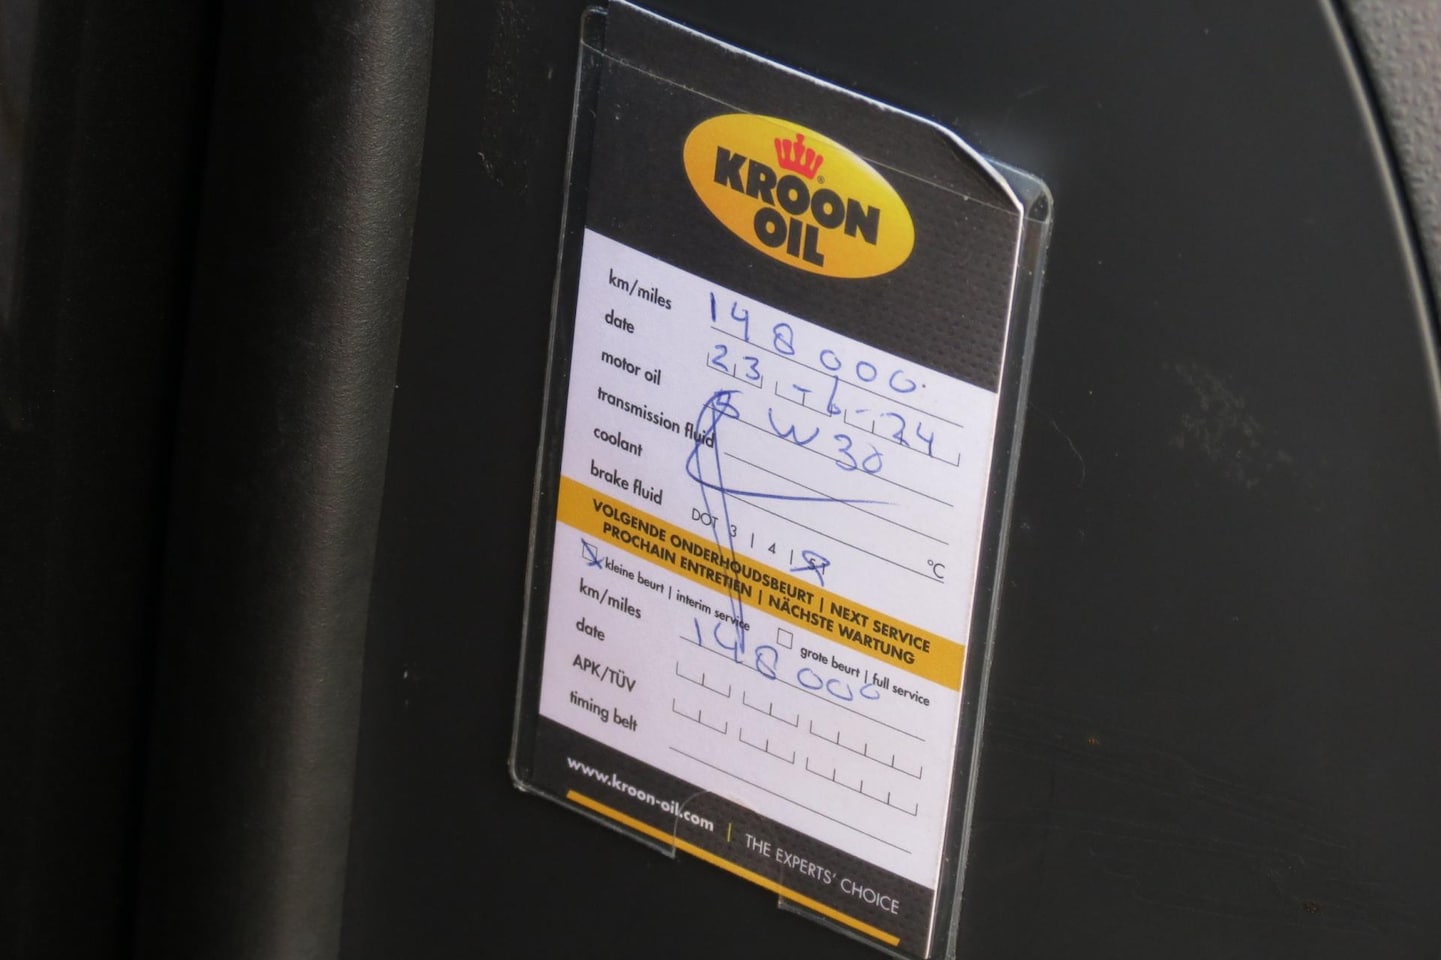 KROON
OIL
km/miles 148000
date 23-6-24
motor oil 5W30
transmission fluid
coolant °C
brake fluid DOT 3 | 4 | 5.1
VOLGENDE ONDERHOUDSBEURT | NEXT SERVICE
PROCHAIN ENTRETIEN | NÄCHSTE WARTUNG
kleine beurt | interim service grote beurt | full service
km/miles 148000
date
APK/TÜV
timing belt
www.kroon-oil.com | THE EXPERTS' CHOICE